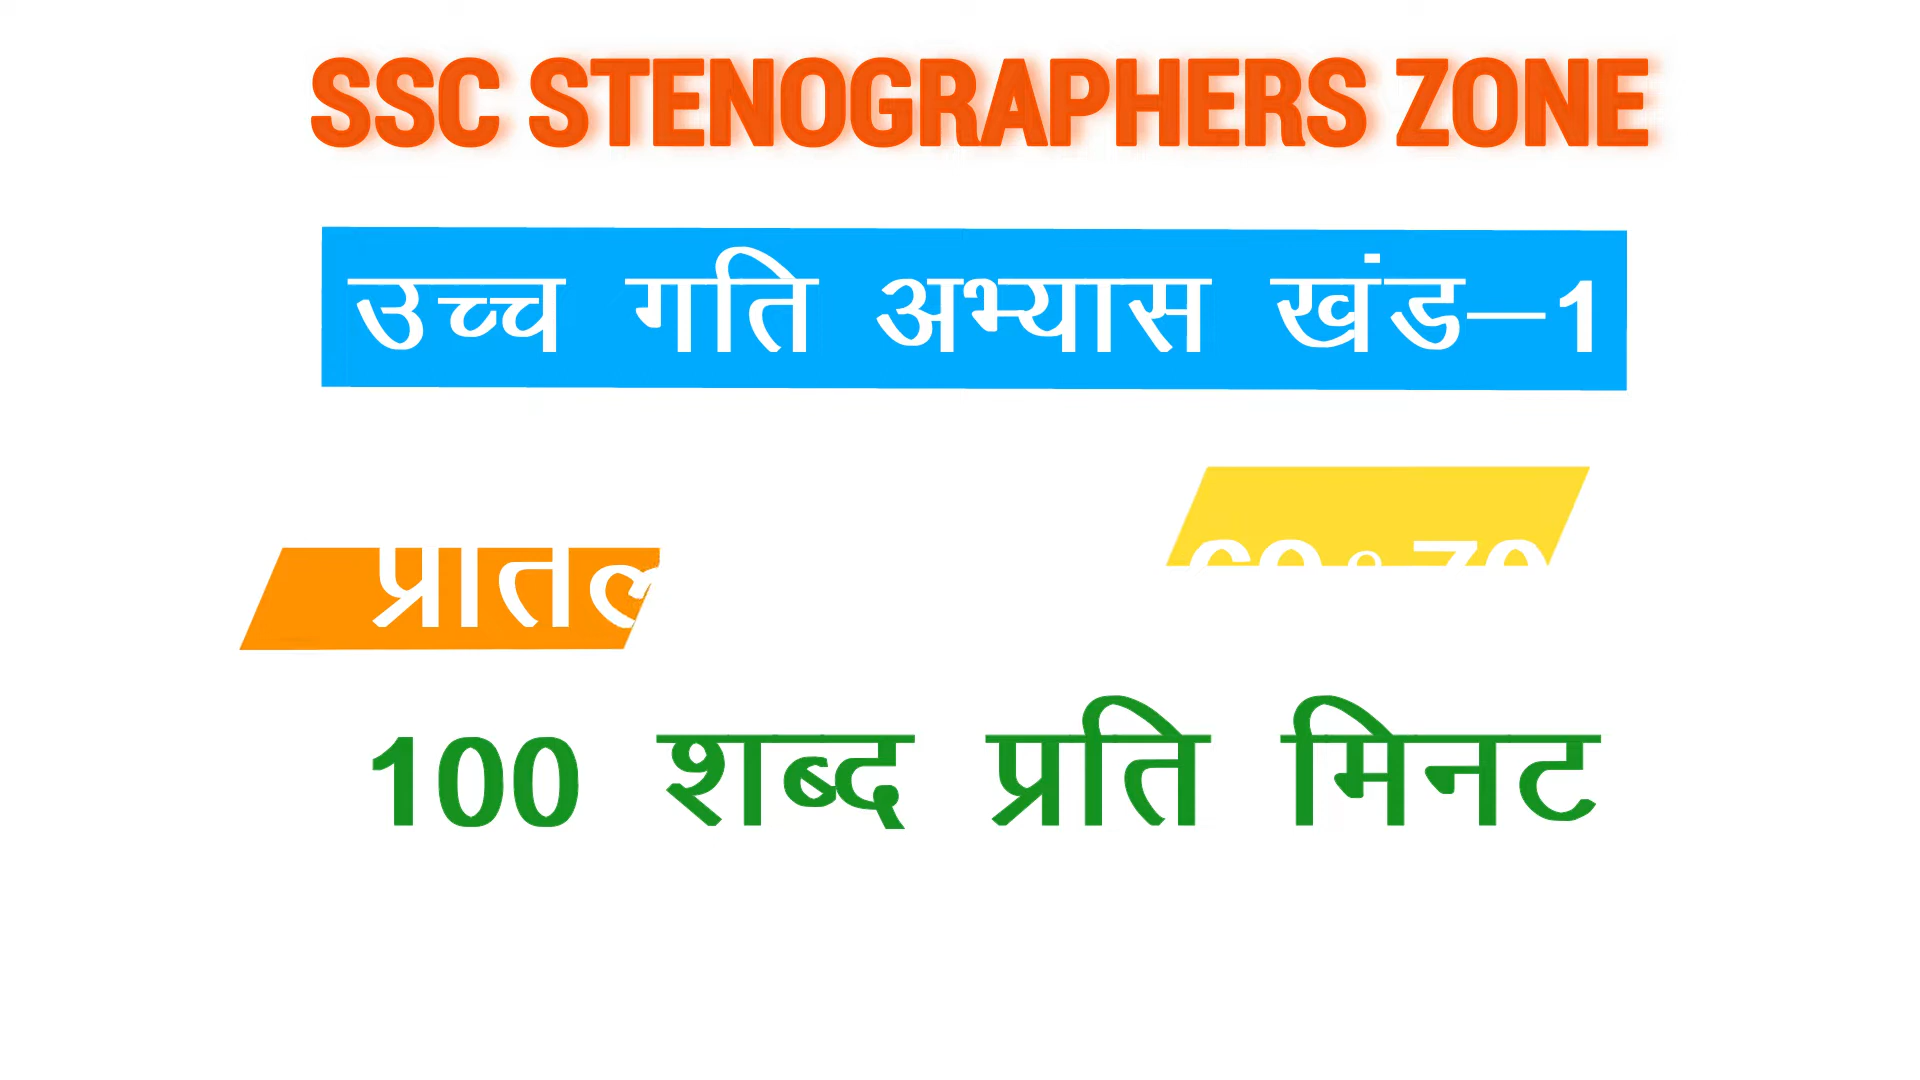 SSC STENOGRAPHERS ZONE
उच्च गति अभ्यास खंड–1
100 शब्द प्रति मिनट